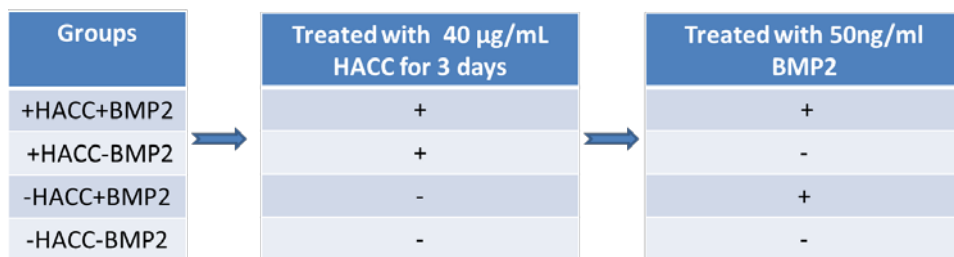 Groups
Treated with 40 µg/mL
HACC for 3 days
Treated with 50ng/ml
BMP2
+HACC+BMP2
+
+
+HACC-BMP2
+
-
-HACC+BMP2
-
+
-HACC-BMP2
-
-